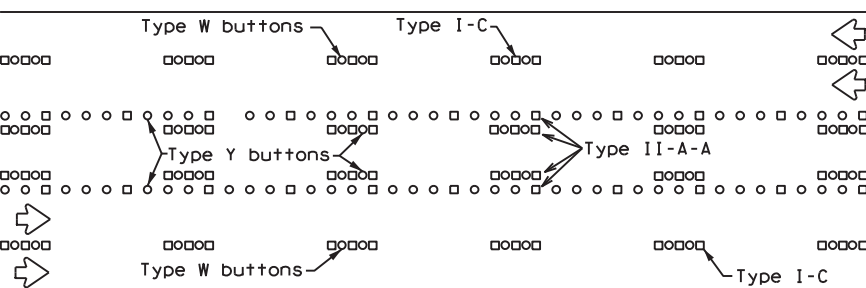 Type W buttons
Type I-C
Type Y buttons
Type II-A-A
Type W buttons
Type I-C